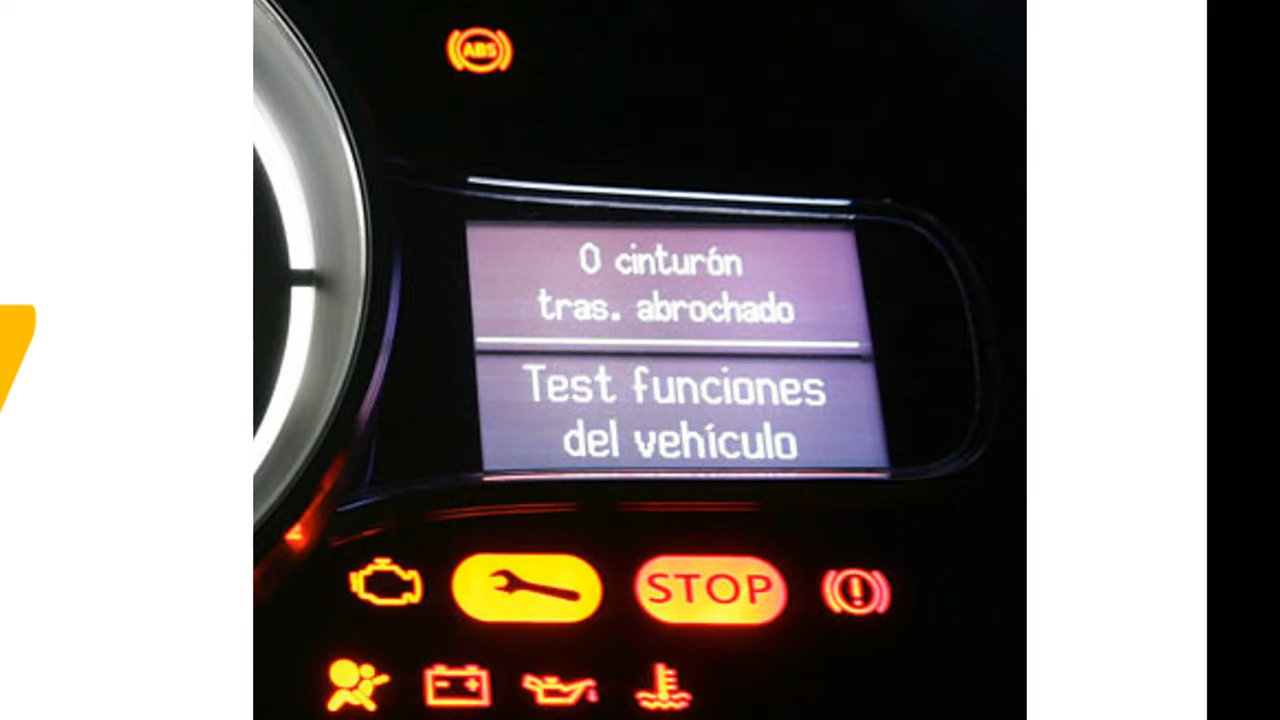 ABS
0 cinturón
tras. abrochado
Test funciones
del vehículo
STOP